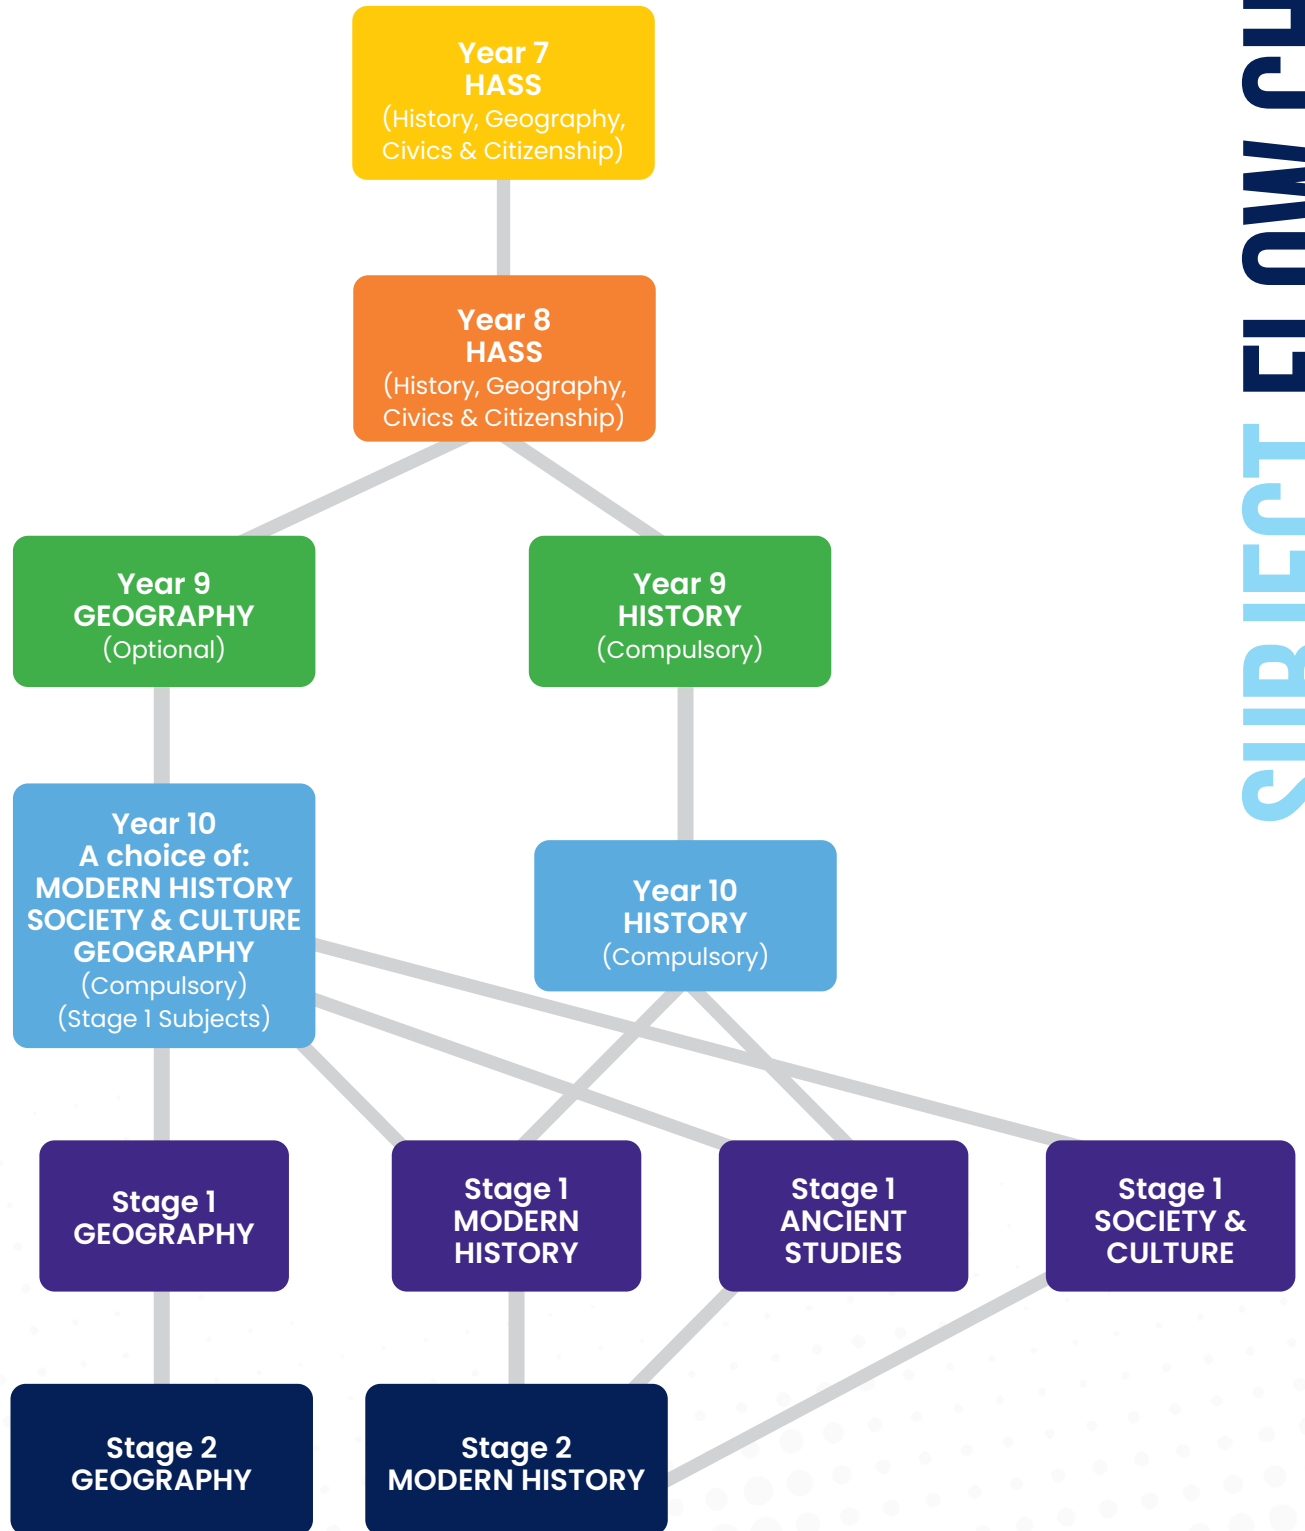 Year 7
HASS
(History, Geography,
Civics & Citizenship)
Year 8
HASS
(History, Geography,
Civics & Citizenship)
Year 9
GEOGRAPHY
(Optional)
Year 9
HISTORY
(Compulsory)
Year 10
A choice of:
MODERN HISTORY
SOCIETY & CULTURE
GEOGRAPHY
(Compulsory)
(Stage 1 Subjects)
Year 10
HISTORY
(Compulsory)
Stage 1
GEOGRAPHY
Stage 1
MODERN
HISTORY
Stage 1
ANCIENT
STUDIES
Stage 1
SOCIETY &
CULTURE
Stage 2
GEOGRAPHY
Stage 2
MODERN HISTORY
SUBJECT FLOW